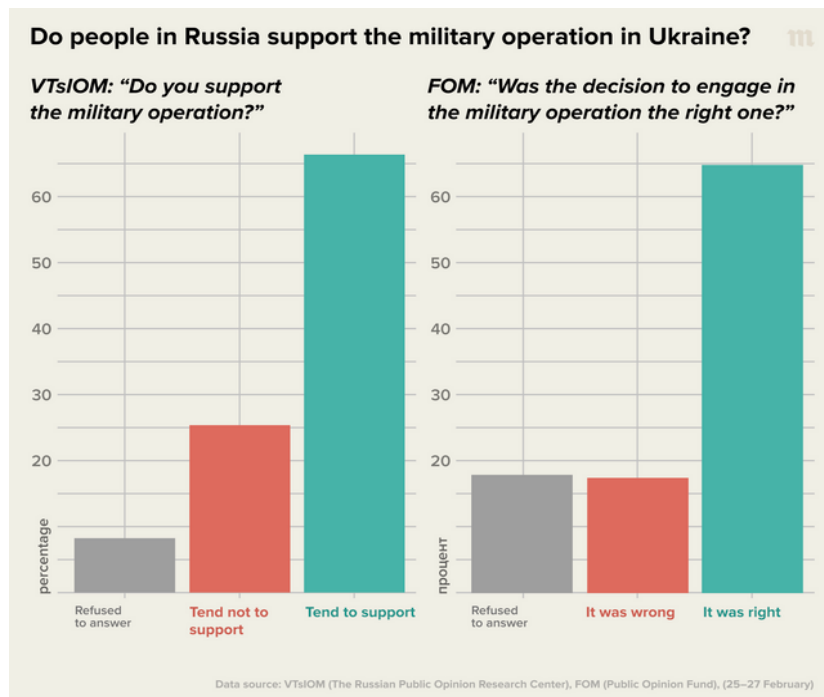 Do people in Russia support the military operation in Ukraine?
m
VTsIOM: “Do you support
the military operation?”
60
50
40
30
20
percentage
Refused
to answer
Tend not to
support
Tend to support
FOM: “Was the decision to engage in
the military operation the right one?”
60
50
40
30
20
процент
Refused
to answer
It was wrong
It was right
Data source: VTsIOM (The Russian Public Opinion Research Center), FOM (Public Opinion Fund), (25–27 February)